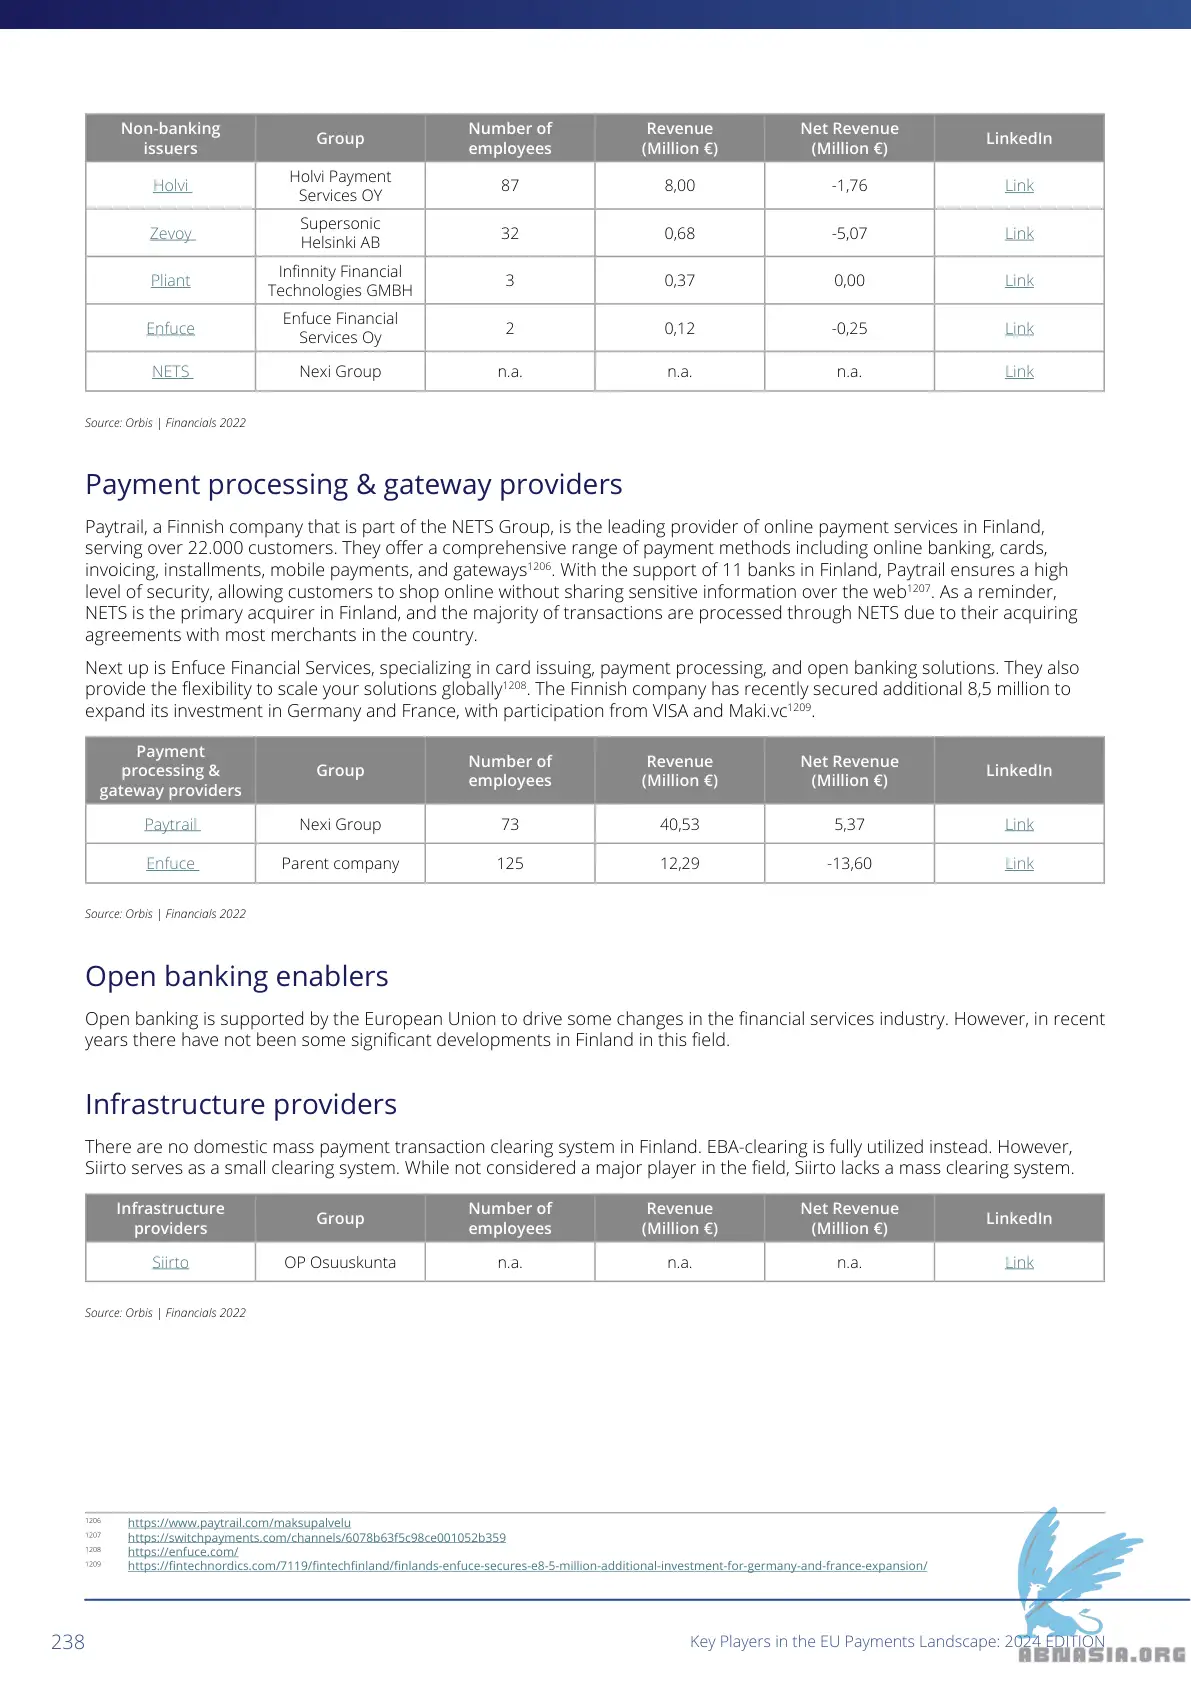 Non-banking issuers Group Number of employees Revenue (Million €) Net Revenue (Million €) LinkedIn
Holvi Holvi Payment Services OY 87 8,00 -1,76 Link
Zevoy Supersonic Helsinki AB 32 0,68 -5,07 Link
Pliant Infinnity Financial Technologies GMBH 3 0,37 0,00 Link
Enfuce Enfuce Financial Services Oy 2 0,12 -0,25 Link
NETS Nexi Group n.a. n.a. n.a. Link
Source: Orbis | Financials 2022
Payment processing & gateway providers
Paytrail, a Finnish company that is part of the NETS Group, is the leading provider of online payment services in Finland,
serving over 22.000 customers. They offer a comprehensive range of payment methods including online banking, cards,
invoicing, installments, mobile payments, and gateways1206. With the support of 11 banks in Finland, Paytrail ensures a high
level of security, allowing customers to shop online without sharing sensitive information over the web1207. As a reminder,
NETS is the primary acquirer in Finland, and the majority of transactions are processed through NETS due to their acquiring
agreements with most merchants in the country.
Next up is Enfuce Financial Services, specializing in card issuing, payment processing, and open banking solutions. They also
provide the flexibility to scale your solutions globally1208. The Finnish company has recently secured additional 8,5 million to
expand its investment in Germany and France, with participation from VISA and Maki.vc1209.
Payment processing & gateway providers Group Number of employees Revenue (Million €) Net Revenue (Million €) LinkedIn
Paytrail Nexi Group 73 40,53 5,37 Link
Enfuce Parent company 125 12,29 -13,60 Link
Source: Orbis | Financials 2022
Open banking enablers
Open banking is supported by the European Union to drive some changes in the financial services industry. However, in recent
years there have not been some significant developments in Finland in this field.
Infrastructure providers
There are no domestic mass payment transaction clearing system in Finland. EBA-clearing is fully utilized instead. However,
Siirto serves as a small clearing system. While not considered a major player in the field, Siirto lacks a mass clearing system.
Infrastructure providers Group Number of employees Revenue (Million €) Net Revenue (Million €) LinkedIn
Siirto OP Osuuskunta n.a. n.a. n.a. Link
Source: Orbis | Financials 2022
1206 https://www.paytrail.com/maksupalvelu
1207 https://switchpayments.com/channels/6078b63f5c98ce001052b359
1208 https://enfuce.com/
1209 https://fintechnordics.com/7119/fintechfinland/finlands-enfuce-secures-e8-5-million-additional-investment-for-germany-and-france-expansion/
238 Key Players in the EU Payments Landscape: 2024 EDITION
ABNASIA.ORG